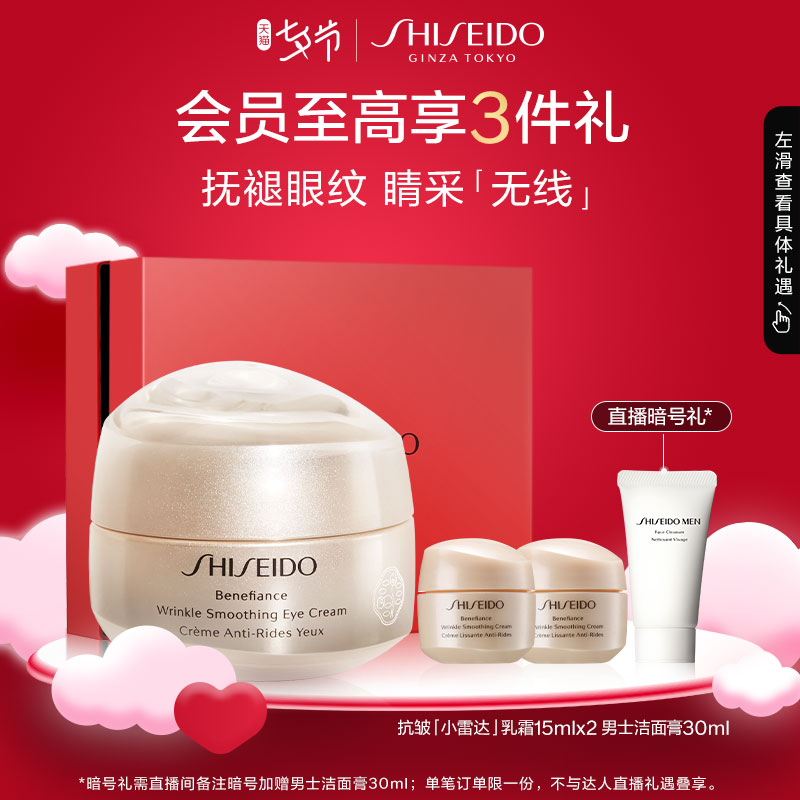 天猫 七夕节 SHISEIDO
GINZA TOKYO
会员至高享3件礼
抚褪眼纹 睛采「无线」
左滑查看具体礼遇
直播暗号礼*
SHISEIDO
Benefiance
Wrinkle Smoothing Eye Cream
Crème Anti-Rides Yeux
SHISEIDO
Benefiance
Wrinkle Smoothing Cream
Crème Lissante Anti-Rides
SHISEIDO
Benefiance
Wrinkle Smoothing Cream
Crème Lissante Anti-Rides
SHISEIDO MEN
Face Cleanser
Nettoyant Visage
抗皱「小雷达」乳霜15mlx2 男士洁面膏30ml
*暗号礼需直播间备注暗号加赠男士洁面膏30ml；单笔订单限一份，不与达人直播礼遇叠享。